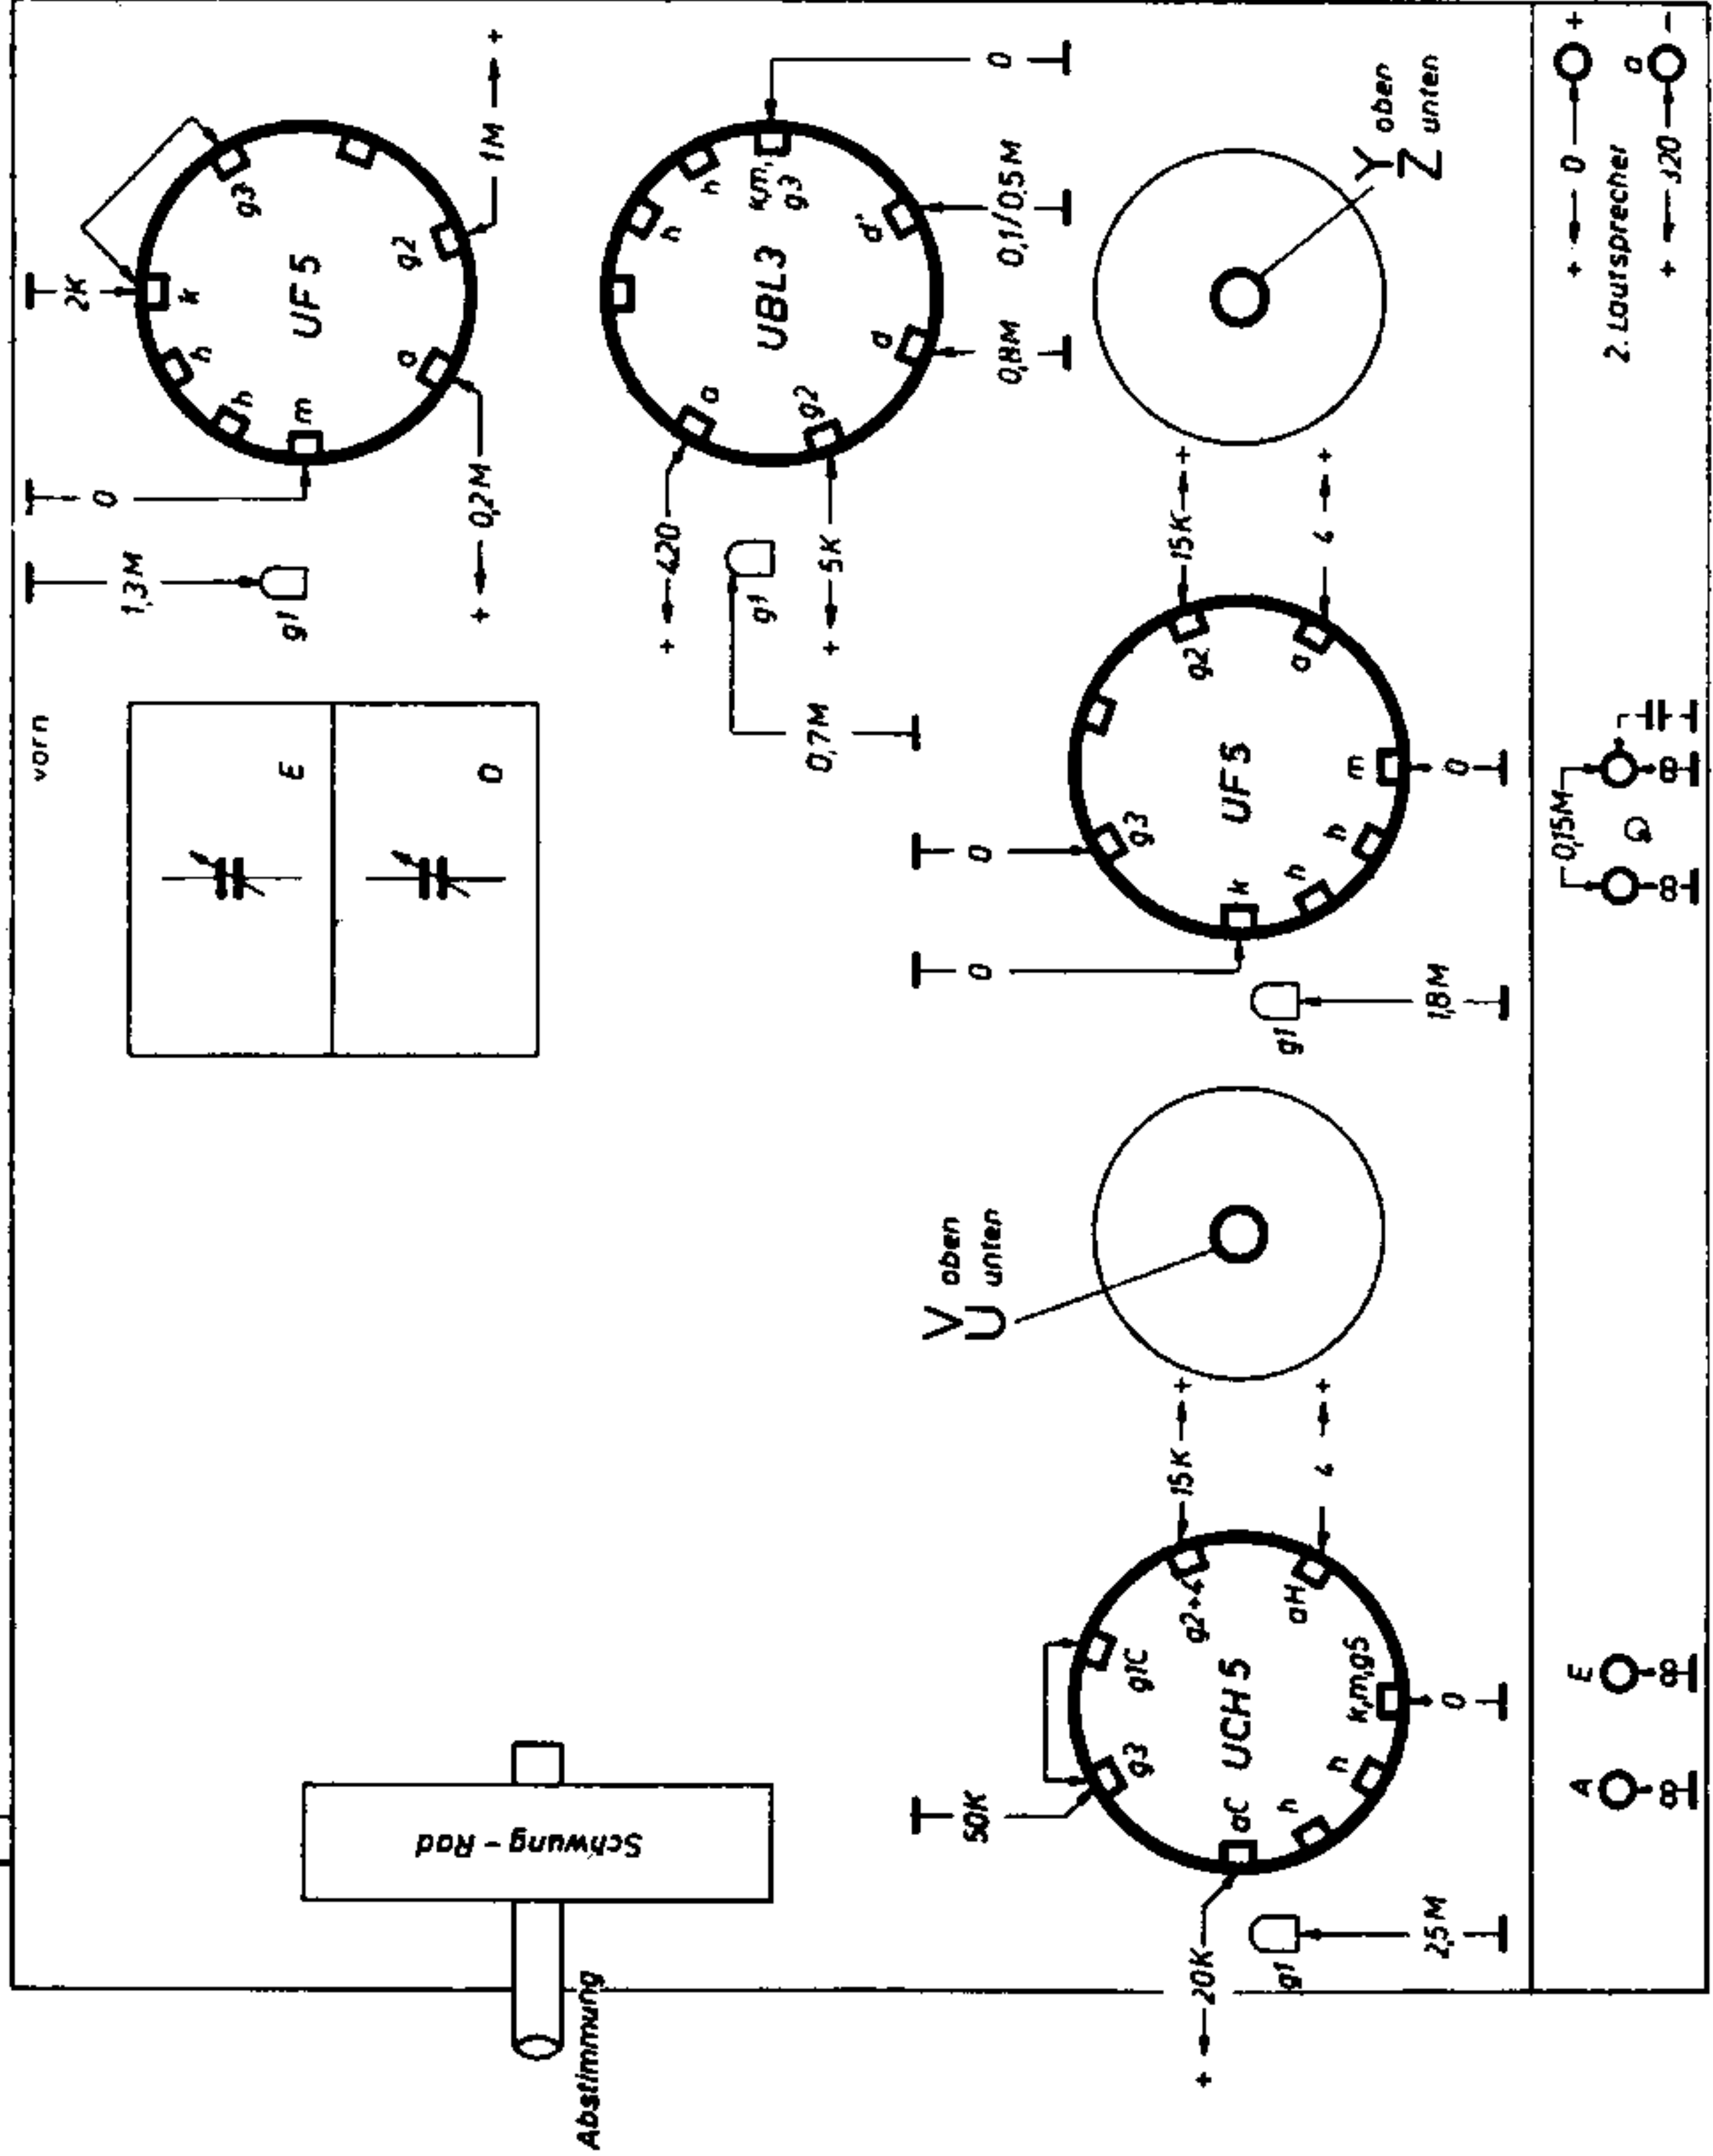 vorn
1,3M
g1
0
2K
h
h
m
k
g3
UF5
a
g2
0,2M
+
1M
+
E
O
+
420
a
h
h
k,m,
g3
0
UBL3
g1
0,7M
+
5K
g2
d
d'
0,8M
0,1/0,5M
Schwung-Rad
Abstimmung
50K
g3
g1C
g2+4
15K
+
aC
UCH5
h
h
k,m,g5
aH
4
+
+
20K
g1
2,5M
0
V oben
U unten
0
0
g3
k
UF5
g2
15K
+
h
h
m
a
4
+
g1
1,8M
0
Y oben
Z unten
A
∞
E
∞
0,15M
∞
∞
+
0
+
2. Lautsprecher
a
+
320
-